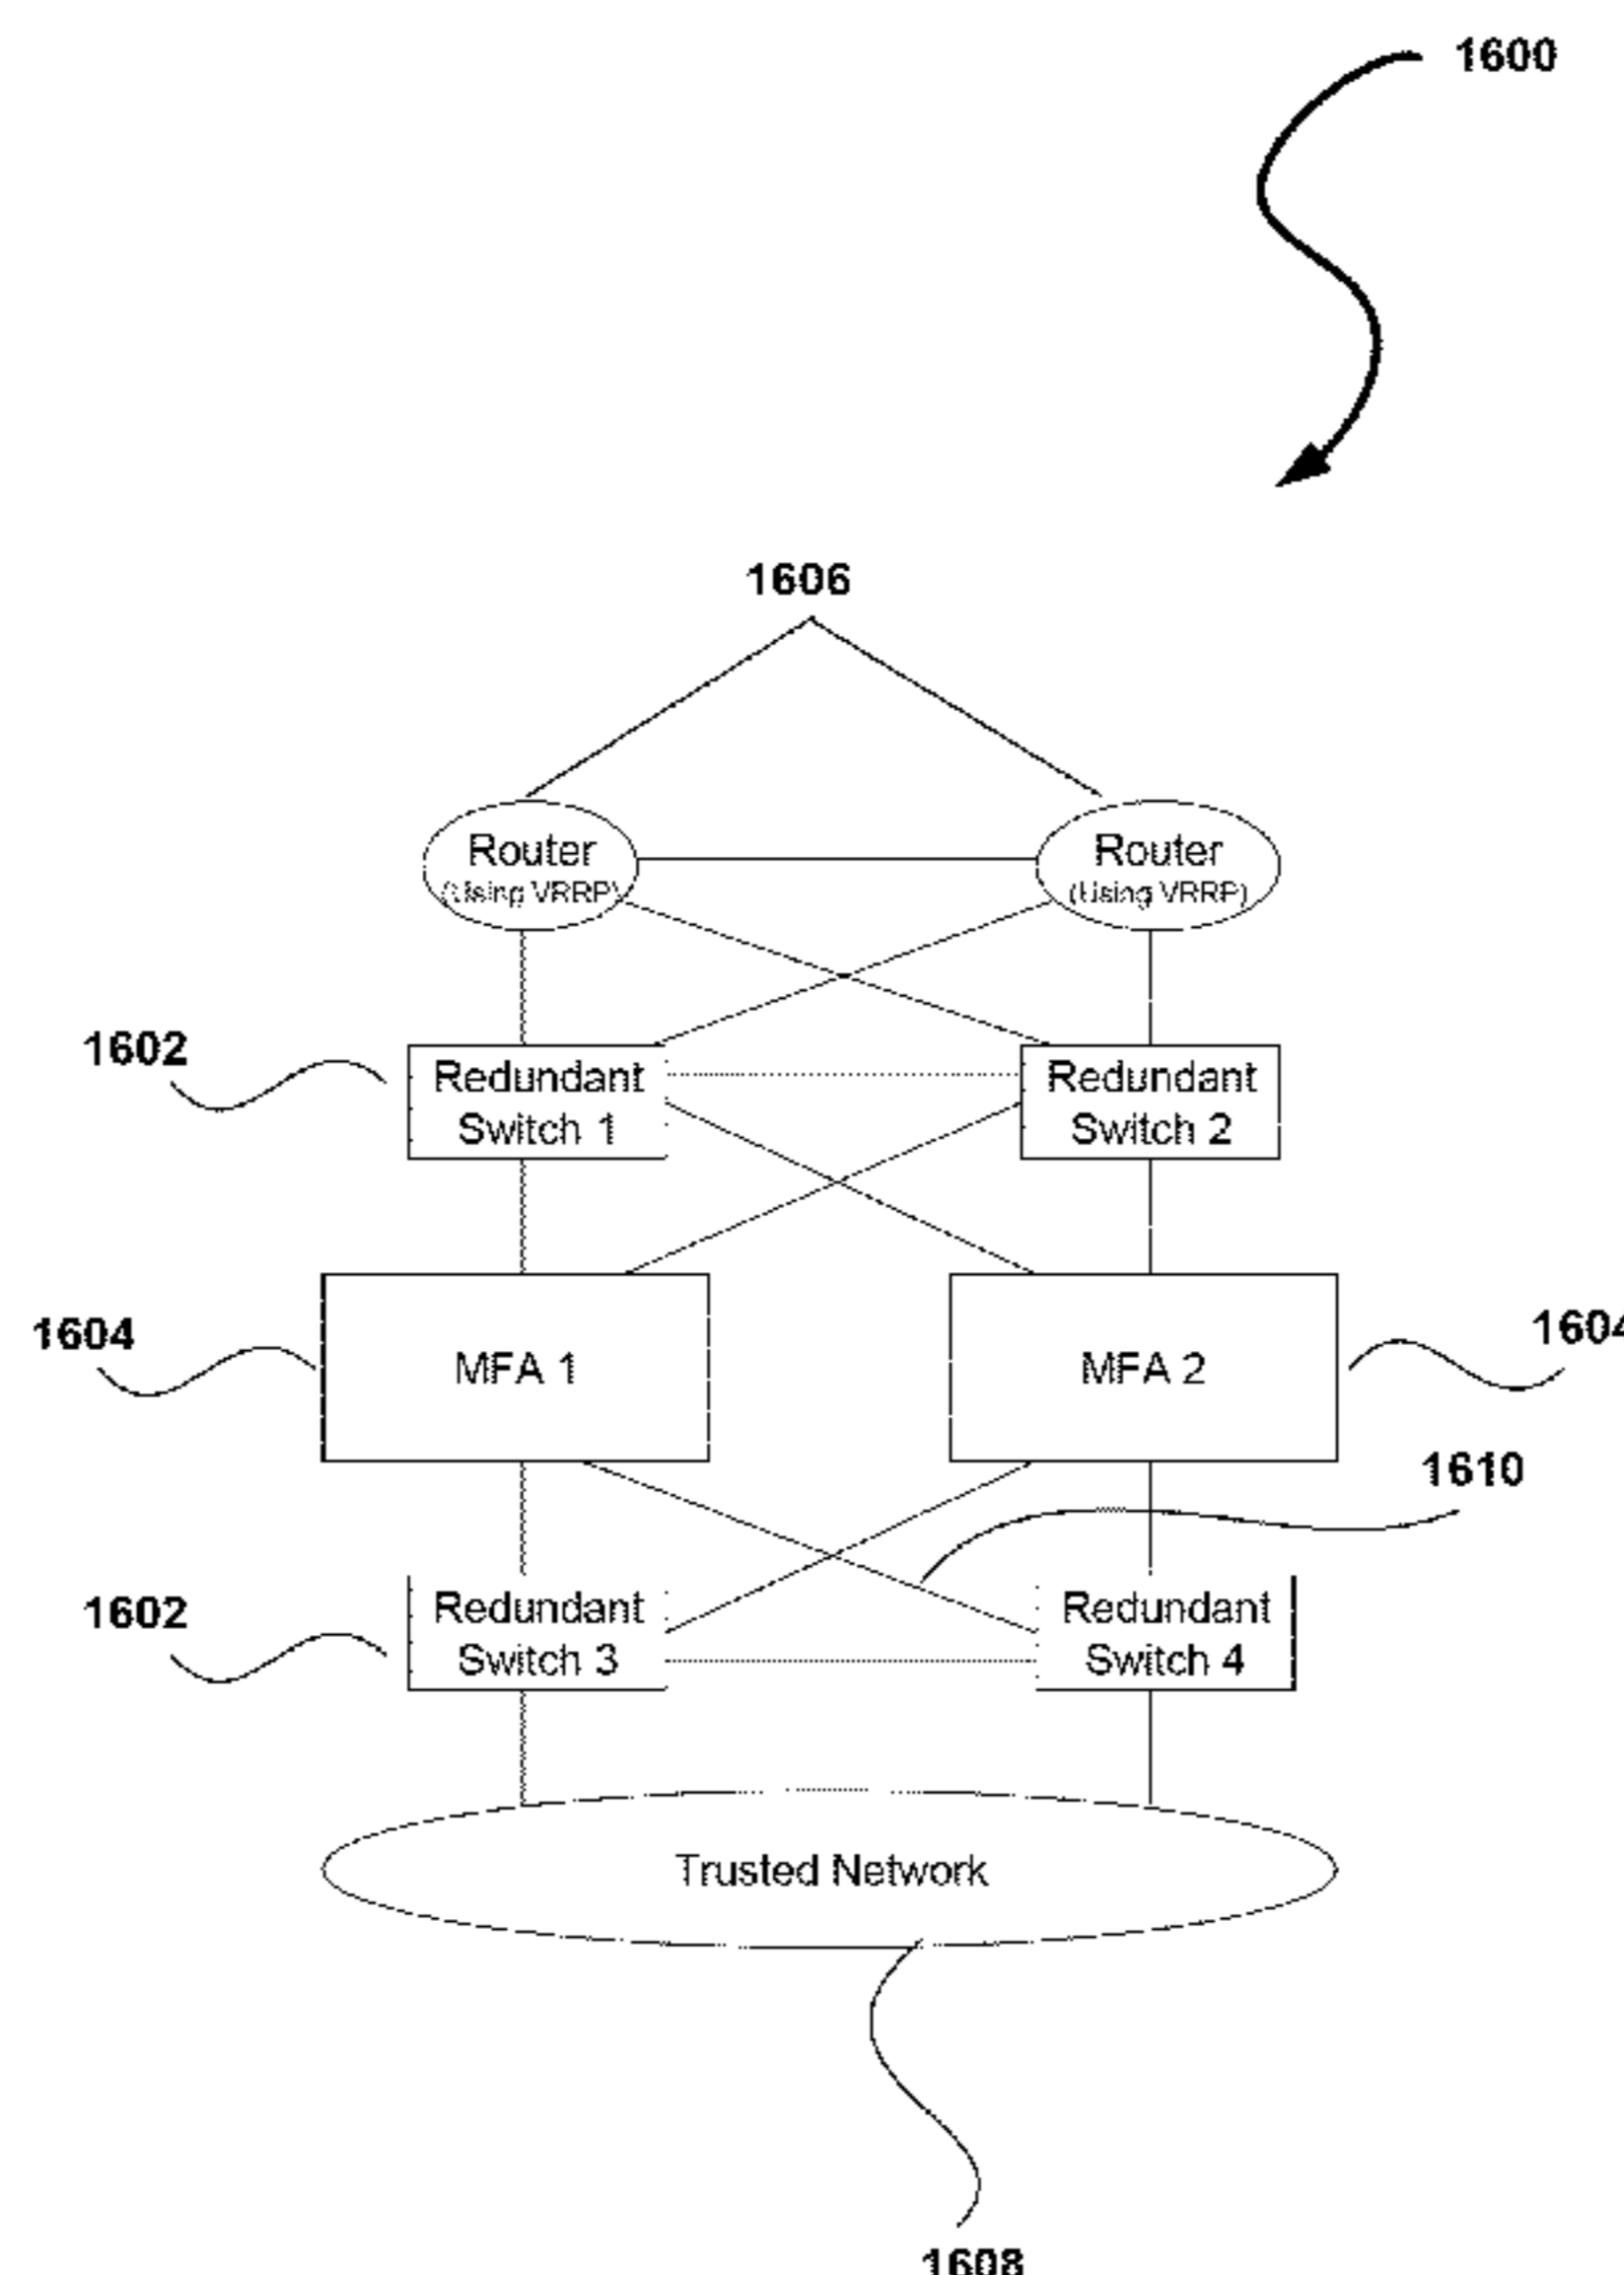 1600
1606
Router
(Using VRRP)
Router
(Using VRRP)
1602
Redundant
Switch 1
Redundant
Switch 2
1604
MFA 1
MFA 2
1604
1610
1602
Redundant
Switch 3
Redundant
Switch 4
Trusted Network
1608